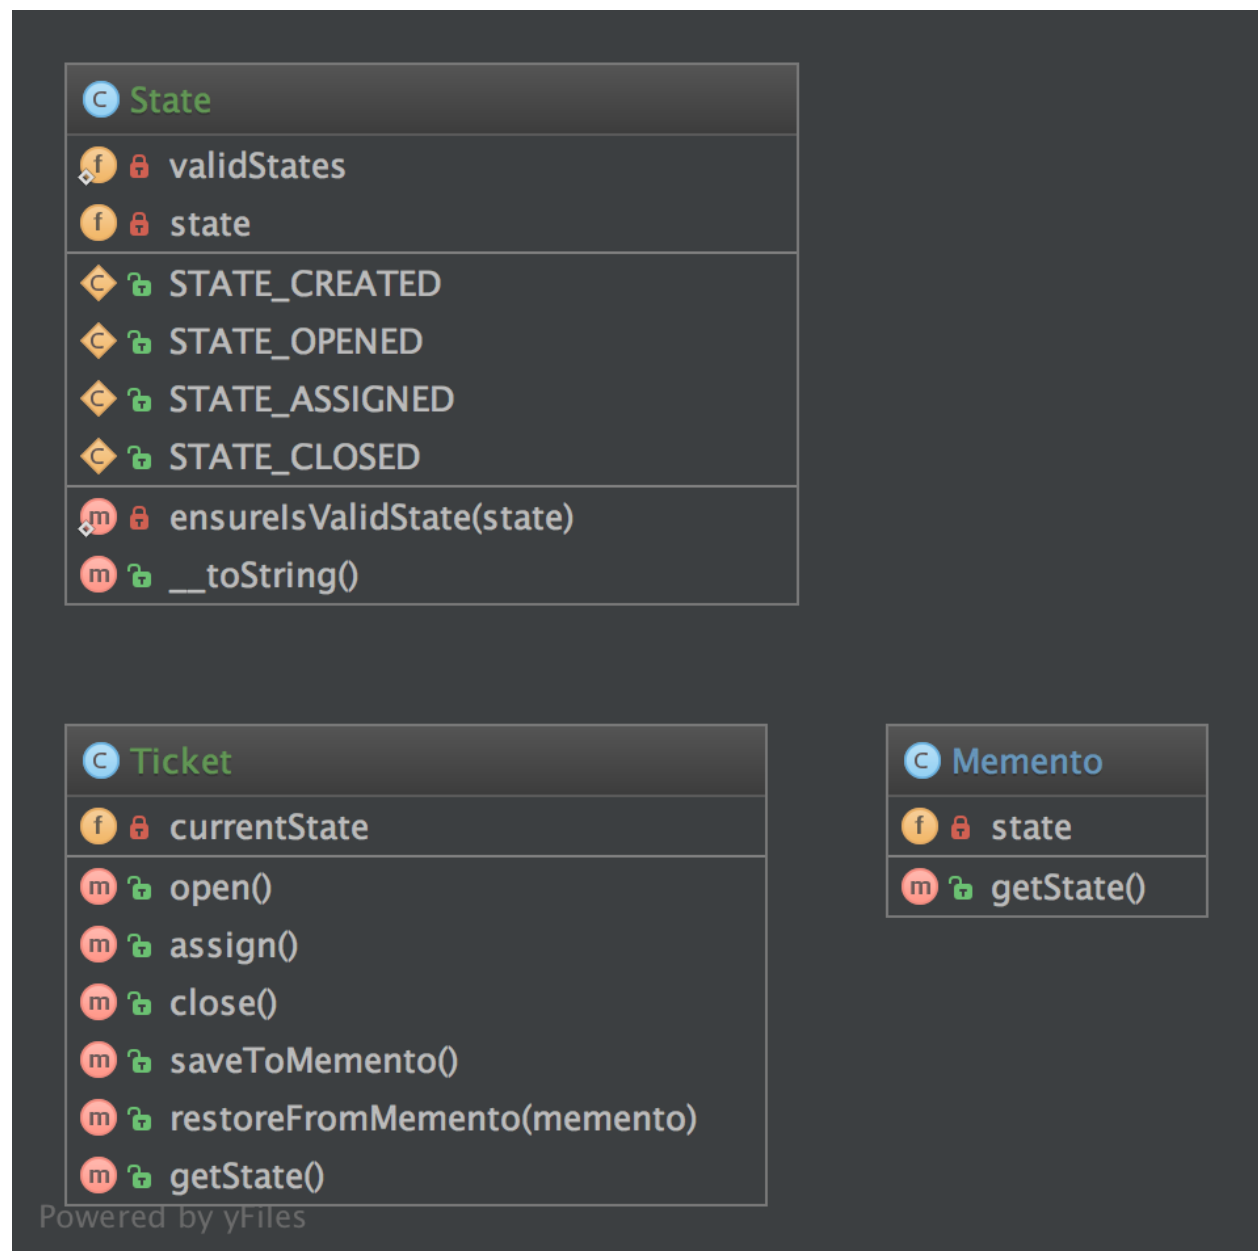 State
validStates
state
STATE_CREATED
STATE_OPENED
STATE_ASSIGNED
STATE_CLOSED
ensureIsValidState(state)
__toString()
Ticket
currentState
open()
assign()
close()
saveToMemento()
restoreFromMemento(memento)
getState()
Memento
state
getState()
Powered by yFiles